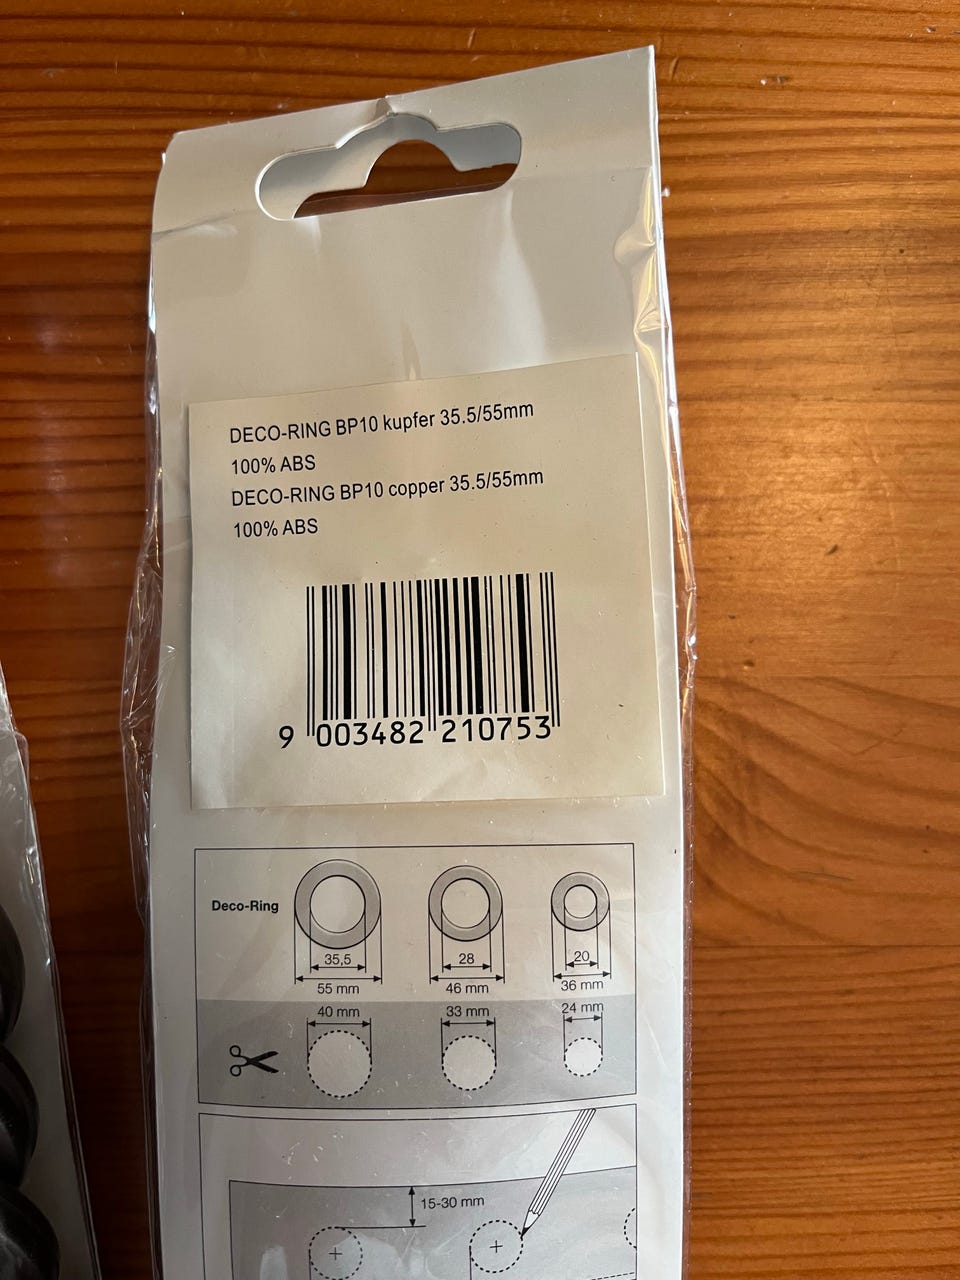 DECO-RING BP10 kupfer 35.5/55mm
100% ABS
DECO-RING BP10 copper 35.5/55mm
100% ABS
9 003482 210753
Deco-Ring
35,5 28 20
55 mm 46 mm 36 mm
40 mm 33 mm 24 mm
15-30 mm